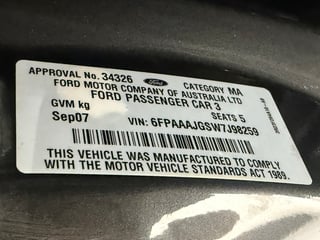 APPROVAL No. 34326 Ford CATEGORY MA
FORD MOTOR COMPANY OF AUSTRALIA LTD
FORD PASSENGER CAR 3
GVM kg SEATS 5
Sep07 VIN: 6FPAAAJGSW7J98259
THIS VEHICLE WAS MANUFACTURED TO COMPLY
WITH THE MOTOR VEHICLE STANDARDS ACT 1989.